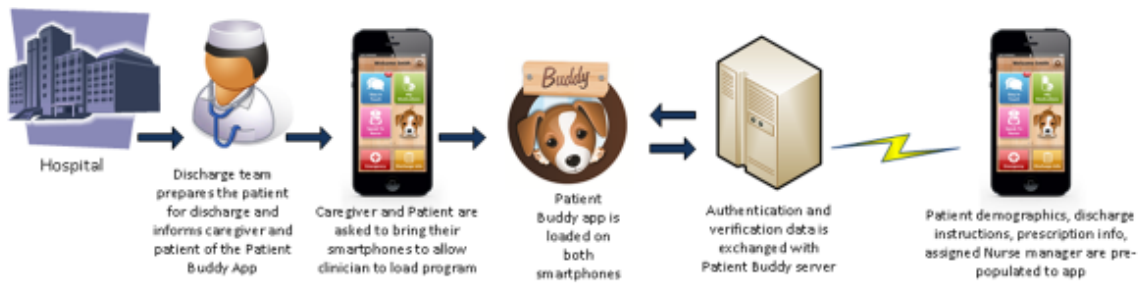 Hospital
Discharge team
prepares the patient
for discharge and
informs caregiver and
patient of the Patient
Buddy App
Caregiver and Patient are
asked to bring their
smartphones to allow
clinician to load program
Buddy
Patient
Buddy app is
loaded on
both
smartphones
Authentication and
verification data is
exchanged with
Patient Buddy server
Patient demographics, discharge
instructions, prescription info,
assigned Nurse manager are pre-
populated to app